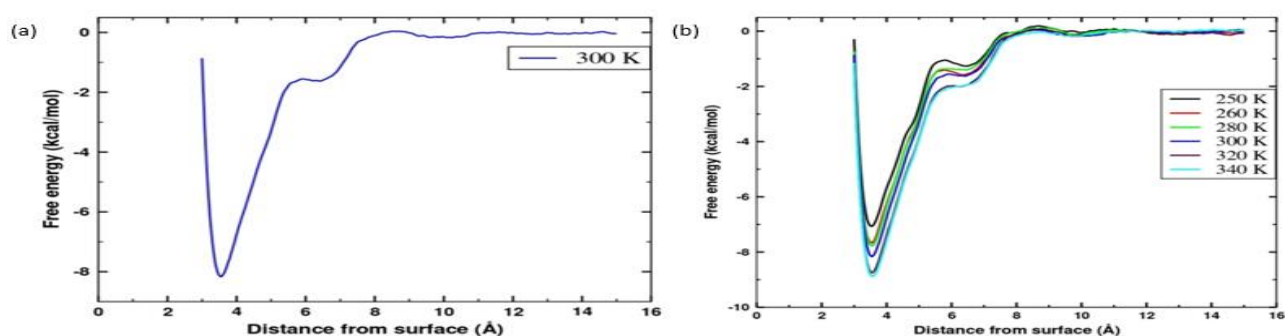 (a)
0
-2
-4
-6
-8
Free energy (kcal/mol)
300 K
0 2 4 6 8 10 12 14 16
Distance from surface (Å)
(b)
0
-2
-4
-6
-8
-10
Free energy (kcal/mol)
250 K
260 K
280 K
300 K
320 K
340 K
0 2 4 6 8 10 12 14 16
Distance from surface (Å)